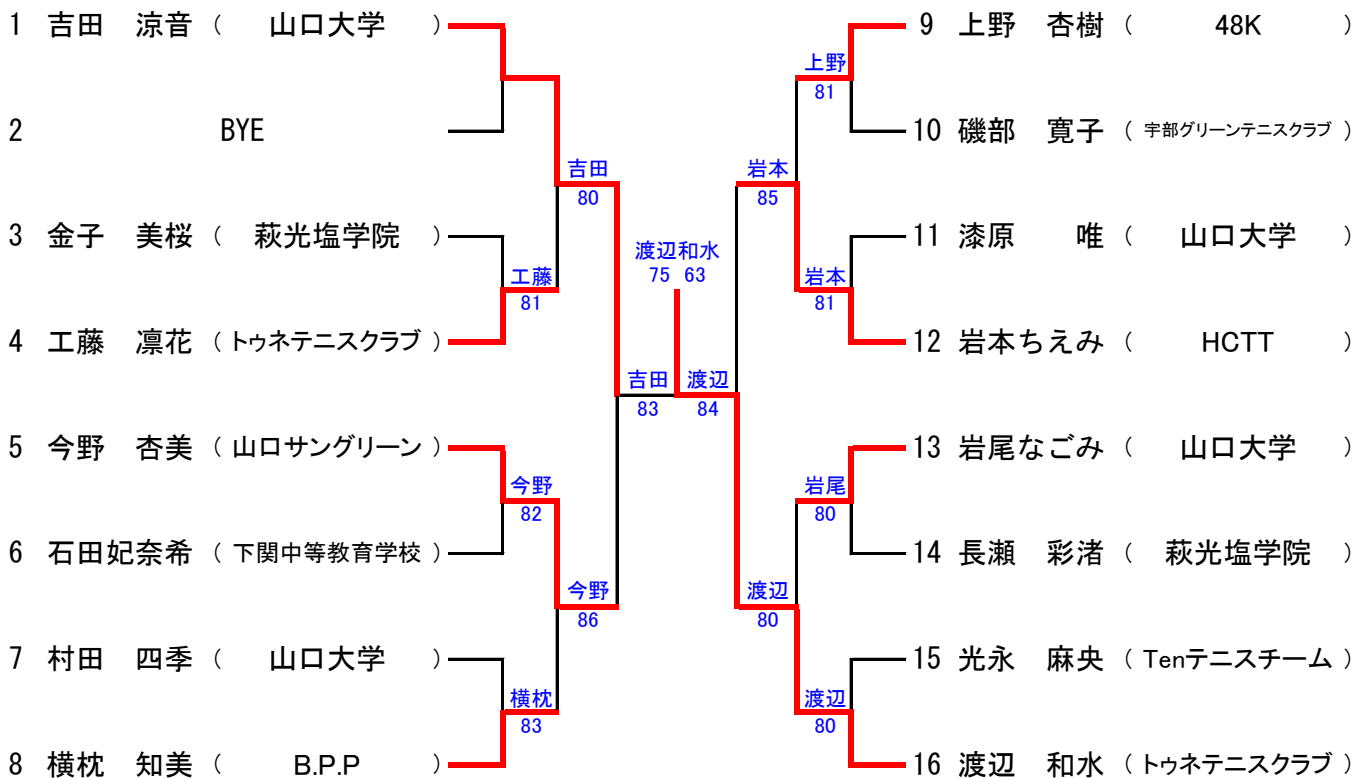 1 吉田 涼音 ( 山口大学 )
2 BYE
3 金子 美桜 ( 萩光塩学院 )
4 工藤 凛花 ( トゥネテニスクラブ )
5 今野 杏美 ( 山口サングリーン )
6 石田妃奈希 ( 下関中等教育学校 )
7 村田 四季 ( 山口大学 )
8 横枕 知美 ( B.P.P )
工藤
81
今野
82
横枕
83
吉田
80
今野
86
吉田
83
渡辺和水
75 63
渡辺
84
岩本
85
渡辺
80
上野
81
岩本
81
岩尾
80
渡辺
80
9 上野 杏樹 ( 48K )
10 磯部 寛子 ( 宇部グリーンテニスクラブ )
11 漆原 唯 ( 山口大学 )
12 岩本ちえみ ( HCTT )
13 岩尾なごみ ( 山口大学 )
14 長瀬 彩渚 ( 萩光塩学院 )
15 光永 麻央 ( Tenテニスチーム )
16 渡辺 和水 ( トゥネテニスクラブ )